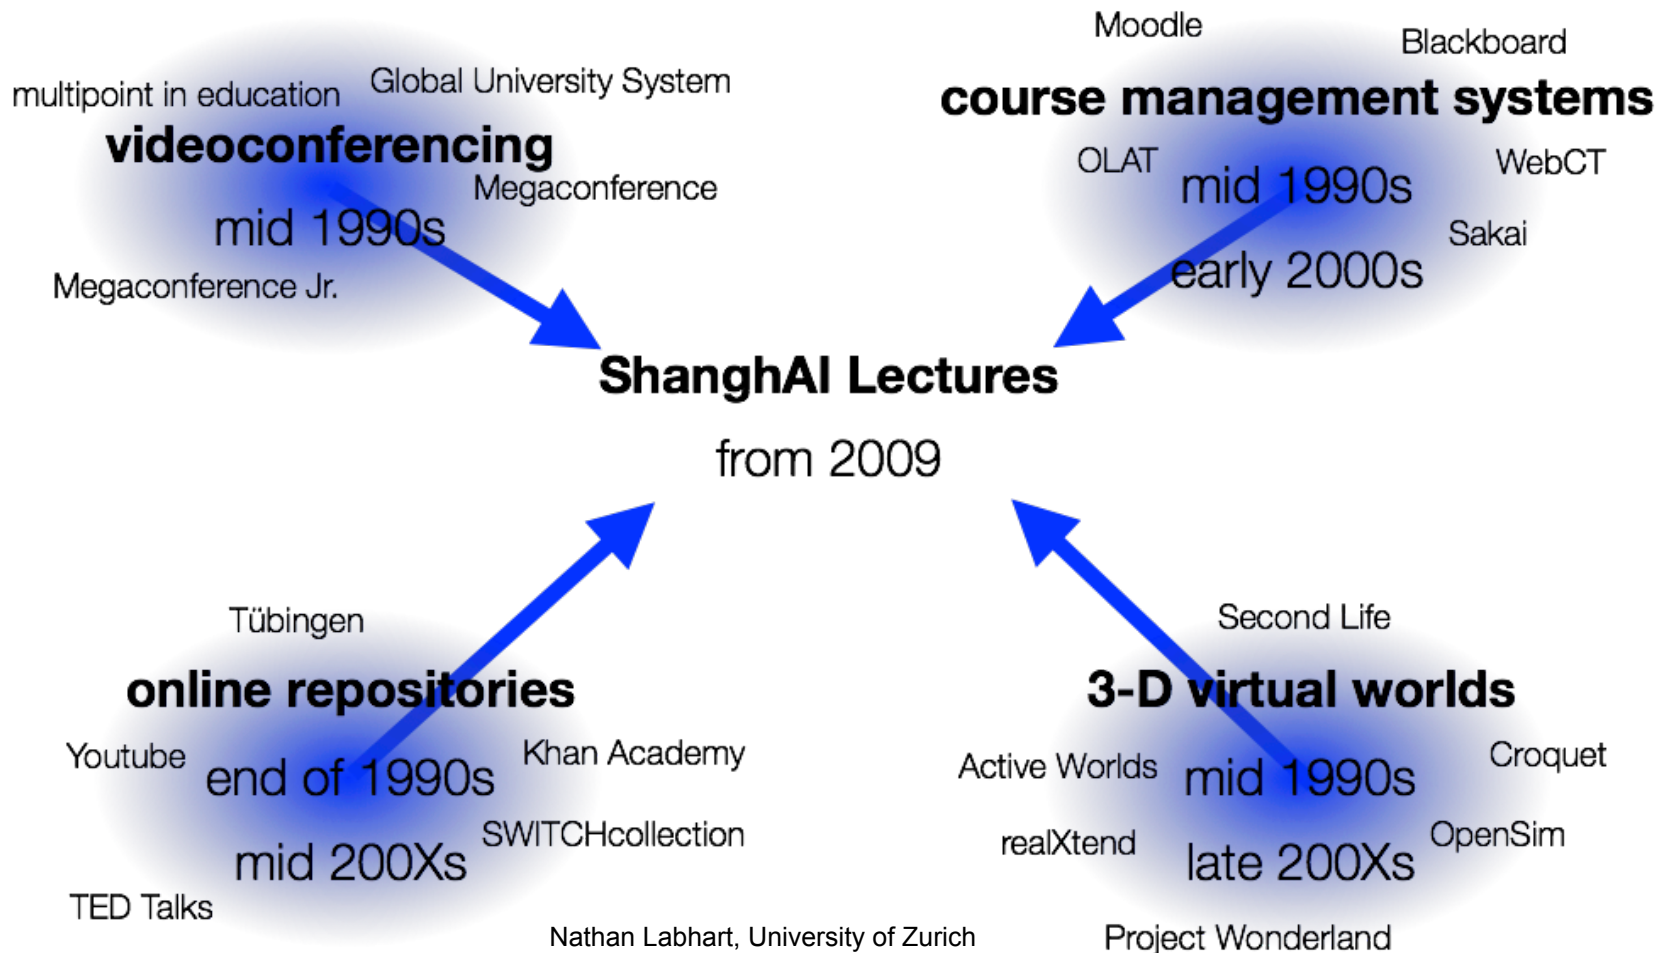 multipoint in education
Global University System
videoconferencing
Megaconference
mid 1990s
Megaconference Jr.
Moodle
Blackboard
course management systems
OLAT
mid 1990s
WebCT
Sakai
early 2000s
ShanghAI Lectures
from 2009
Tübingen
online repositories
Youtube
end of 1990s
Khan Academy
SWITCHcollection
mid 200Xs
TED Talks
Second Life
3-D virtual worlds
Active Worlds
mid 1990s
Croquet
realXtend
OpenSim
late 200Xs
Project Wonderland
Nathan Labhart, University of Zurich